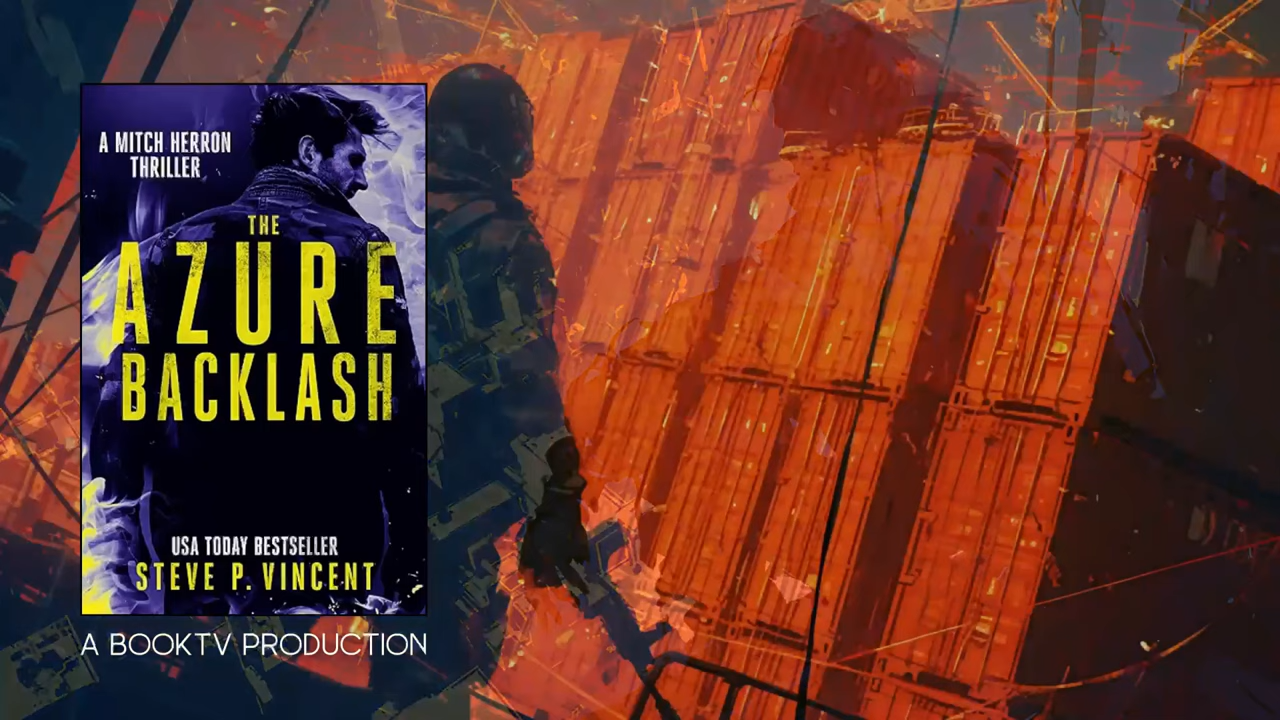 A MITCH HERRON
THRILLER
THE
AZURE
BACKLASH
USA TODAY BESTSELLER
STEVE P. VINCENT
A BOOKTV PRODUCTION